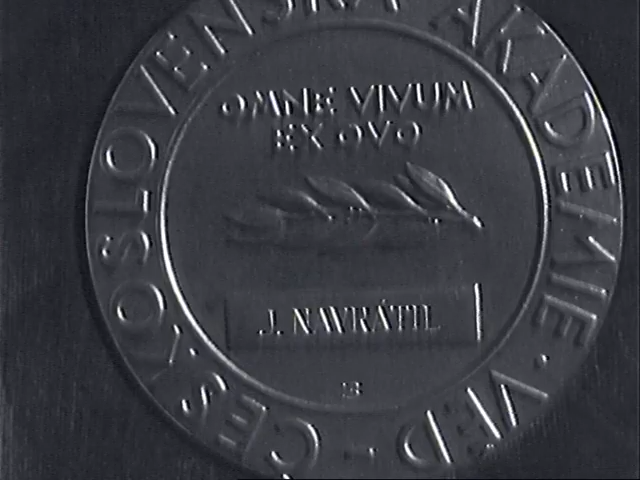 ČESKOSLOVENSKÁ AKADEMIE · VĚD ·
OMNE VIVUM
EX OVO
J. NAVRÁTIL